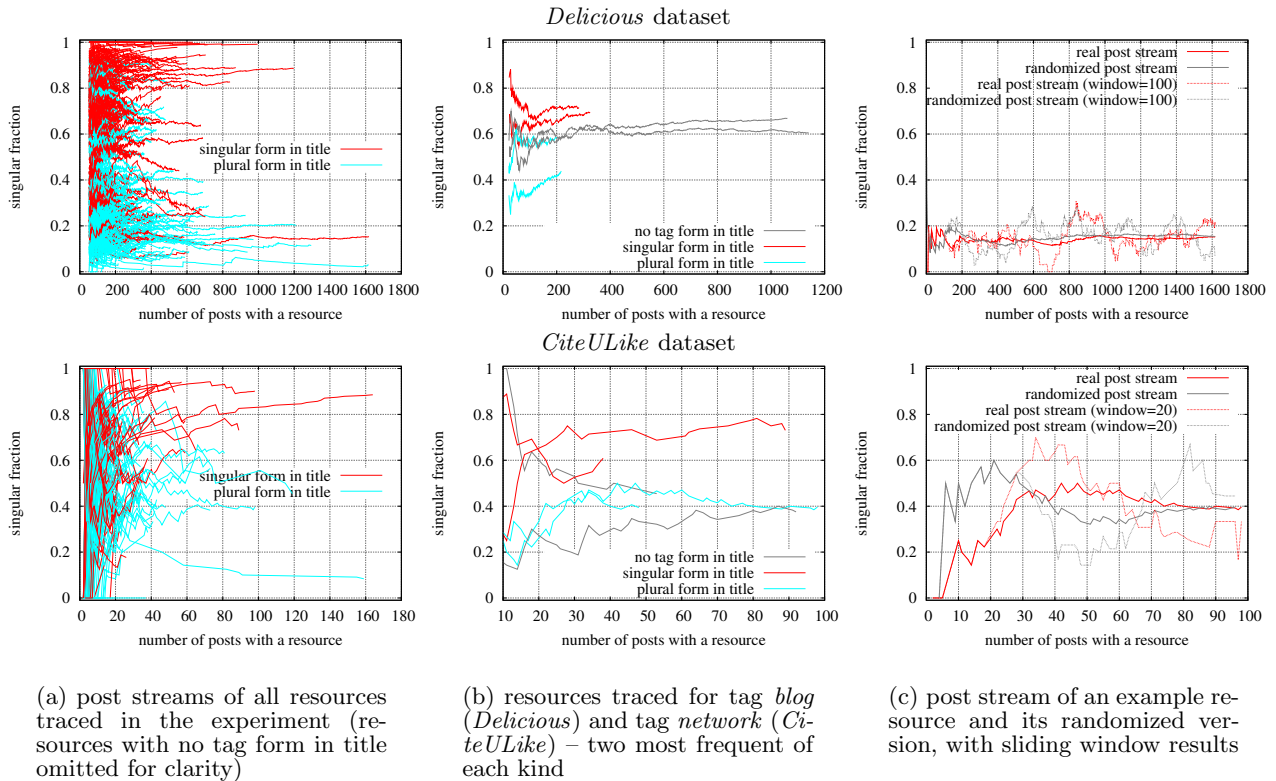 Delicious dataset
1
0.8
0.6
0.4
0.2
0
singular fraction
singular form in title
plural form in title
0 200 400 600 800 1000 1200 1400 1600 1800
number of posts with a resource
1
0.8
0.6
0.4
0.2
0
singular fraction
no tag form in title
singular form in title
plural form in title
0 200 400 600 800 1000 1200
number of posts with a resource
1
0.8
0.6
0.4
0.2
0
singular fraction
real post stream
randomized post stream
real post stream (window=100)
randomized post stream (window=100)
0 200 400 600 800 1000 1200 1400 1600 1800
number of posts with a resource
CiteULike dataset
1
0.8
0.6
0.4
0.2
0
singular fraction
singular form in title
plural form in title
0 20 40 60 80 100 120 140 160 180
number of posts with a resource
1
0.8
0.6
0.4
0.2
0
singular fraction
no tag form in title
singular form in title
plural form in title
10 20 30 40 50 60 70 80 90 100
number of posts with a resource
1
0.8
0.6
0.4
0.2
0
singular fraction
real post stream
randomized post stream
real post stream (window=20)
randomized post stream (window=20)
0 10 20 30 40 50 60 70 80 90 100
number of posts with a resource
(a) post streams of all resources
traced in the experiment (re-
sources with no tag form in title
omitted for clarity)
(b) resources traced for tag blog
(Delicious) and tag network (Ci-
teULike) – two most frequent of
each kind
(c) post stream of an example re-
source and its randomized ver-
sion, with sliding window results